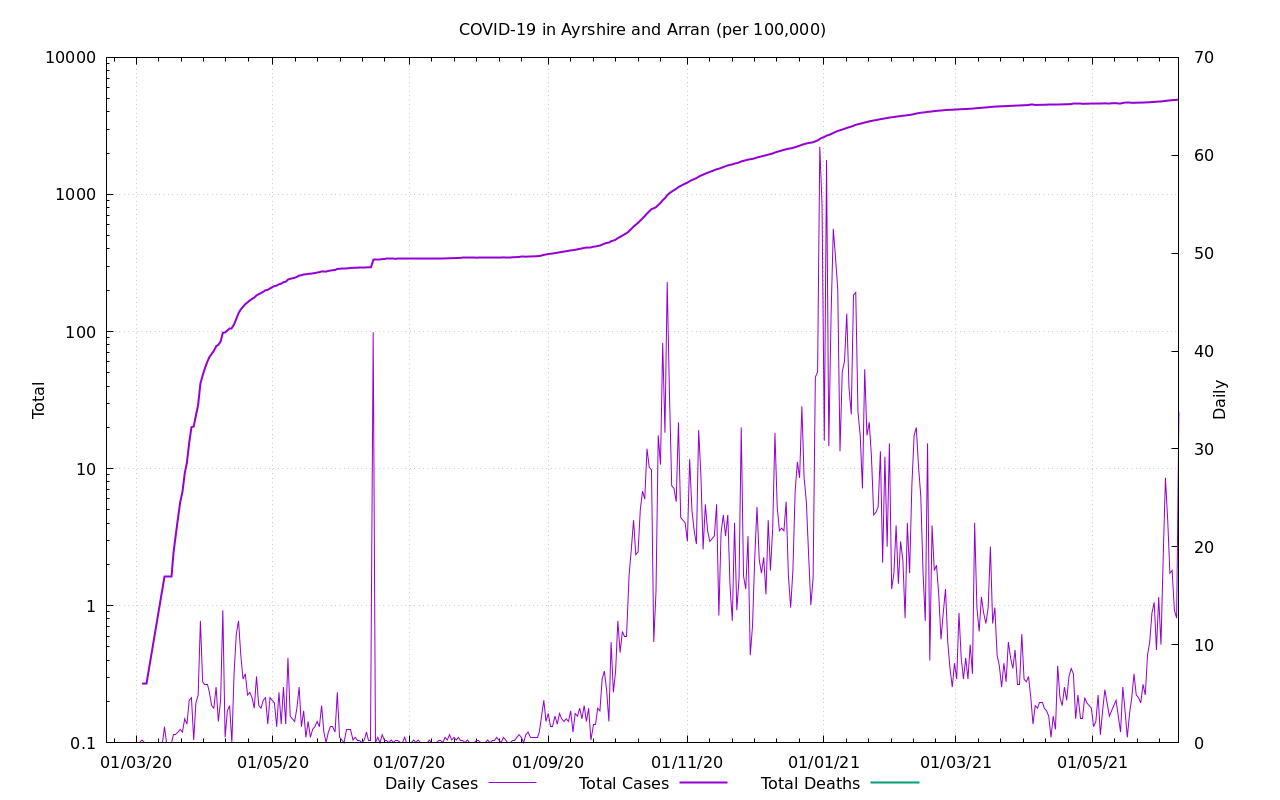 COVID-19 in Ayrshire and Arran (per 100,000)
10000
1000
100
10
1
0.1
Total
70
60
50
40
30
20
10
0
Daily
01/03/20 01/05/20 01/07/20 01/09/20 01/11/20 01/01/21 01/03/21 01/05/21
Daily Cases Total Cases Total Deaths